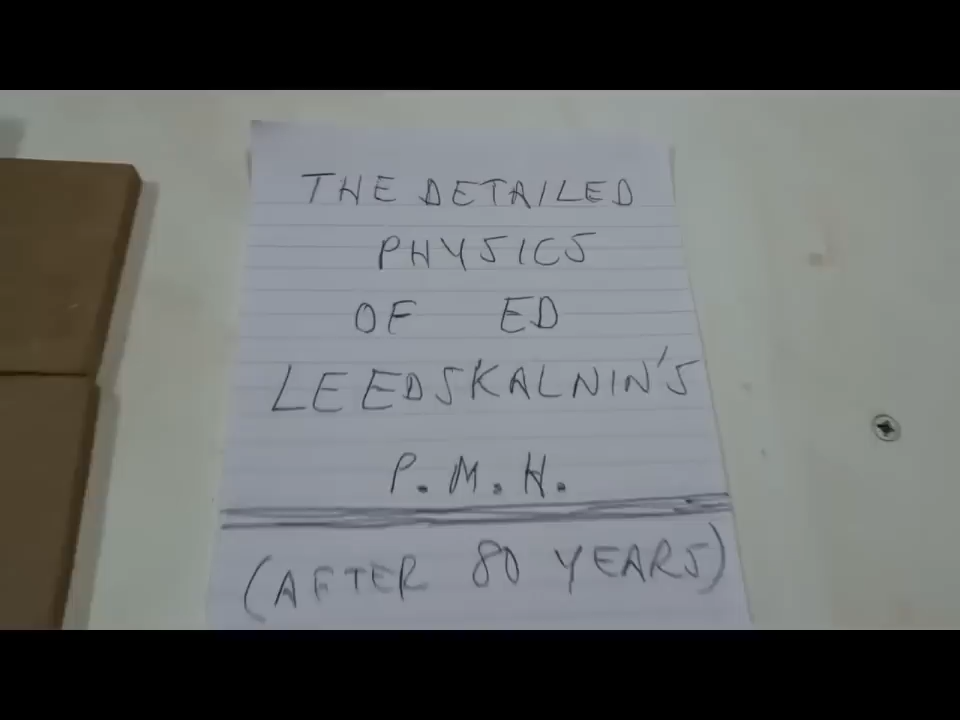 THE DETAILED
PHYSICS
OF ED
LEEDSKALNIN'S
P.M.H.
(AFTER 80 YEARS)